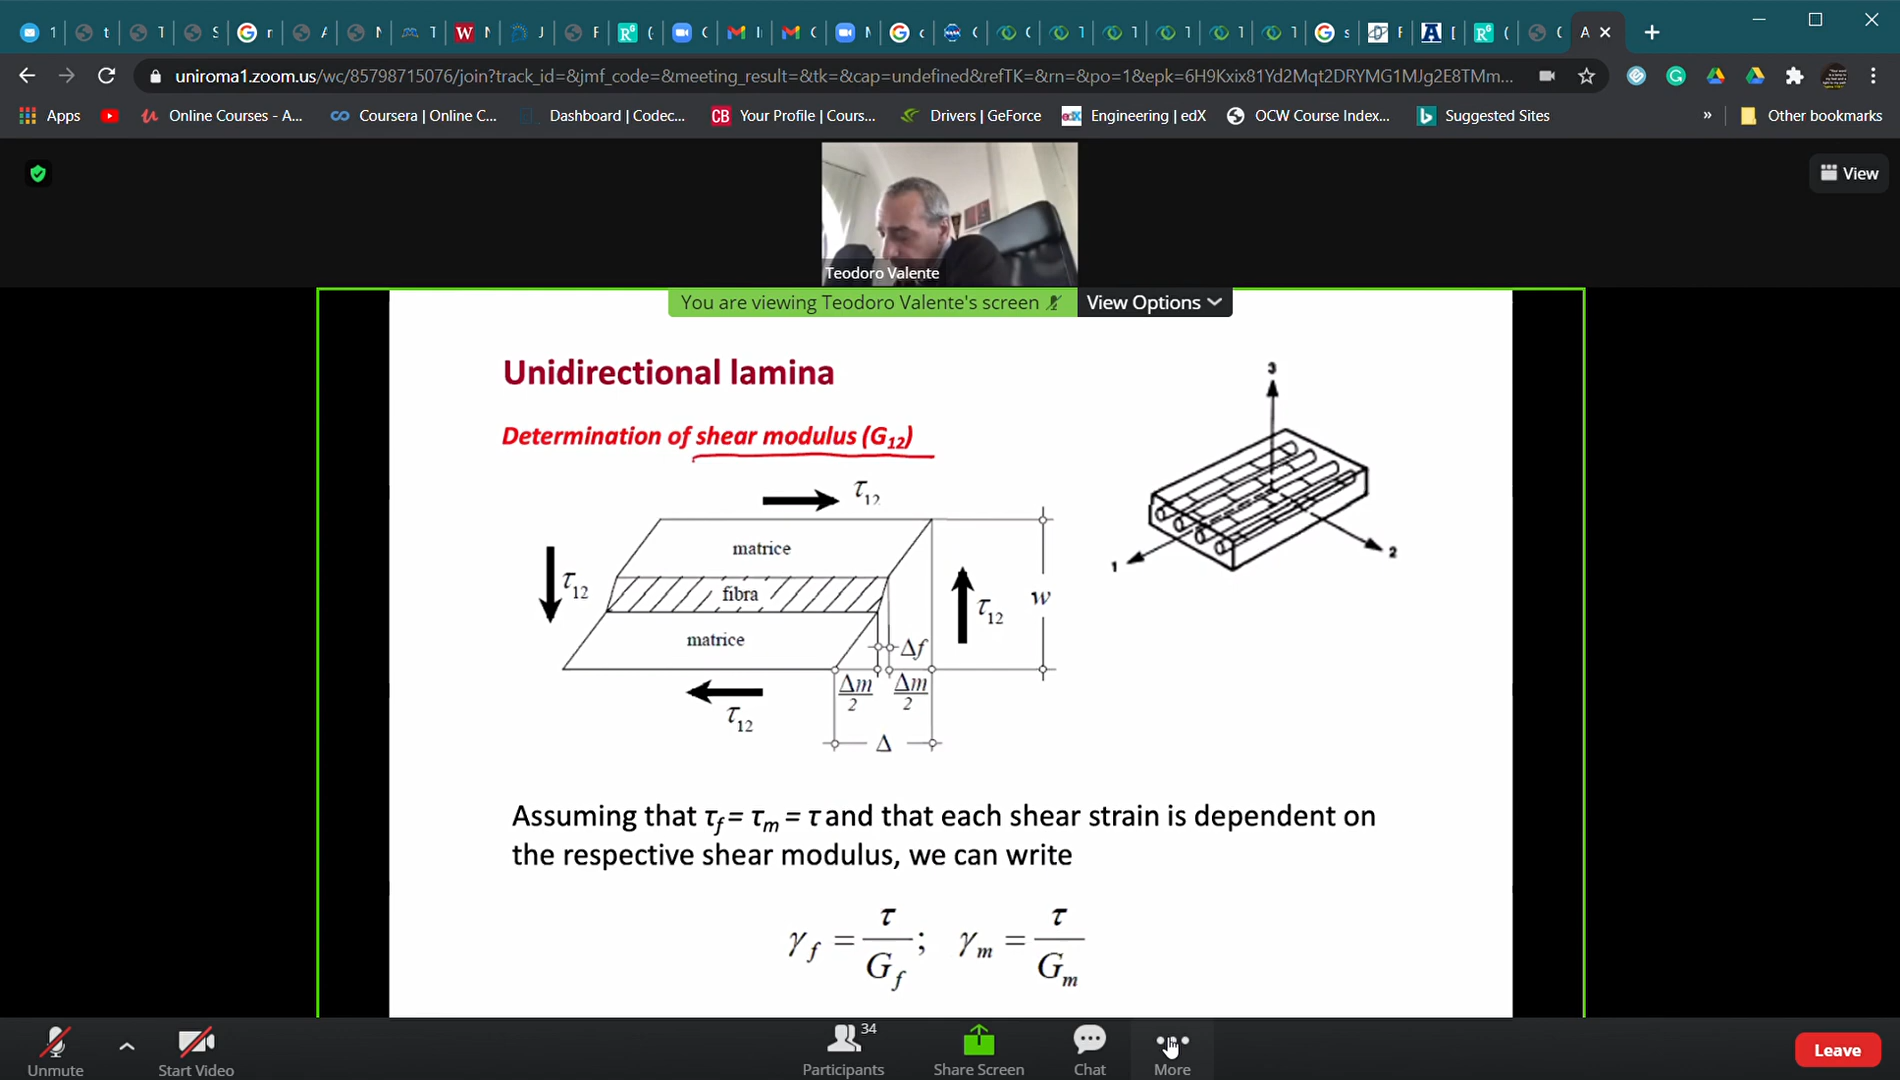 uniroma1.zoom.us/wc/85798715076/join?track_id=&jmf_code=&meeting_result=&tk=&cap=undefined&refTK=&rn=&po=1&epk=6H9Kxix81Yd2Mqt2DRYMG1MJg2E8TMm...
Apps
Online Courses - A...
Coursera | Online C...
Dashboard | Codec...
Your Profile | Cours...
Drivers | GeForce
Engineering | edX
OCW Course Index...
Suggested Sites
»
Other bookmarks
View
Teodoro Valente
You are viewing Teodoro Valente's screen
View Options
Unidirectional lamina
Determination of shear modulus (G12)
3
1
2
τ12
matrice
τ12
fibra
τ12
w
matrice
Δf
Δm/2
Δm/2
τ12
Δ
Assuming that τf = τm = τ and that each shear strain is dependent on
the respective shear modulus, we can write
γf = τ/Gf; γm = τ/Gm
Unmute
Start Video
34
Participants
Share Screen
Chat
More
Leave